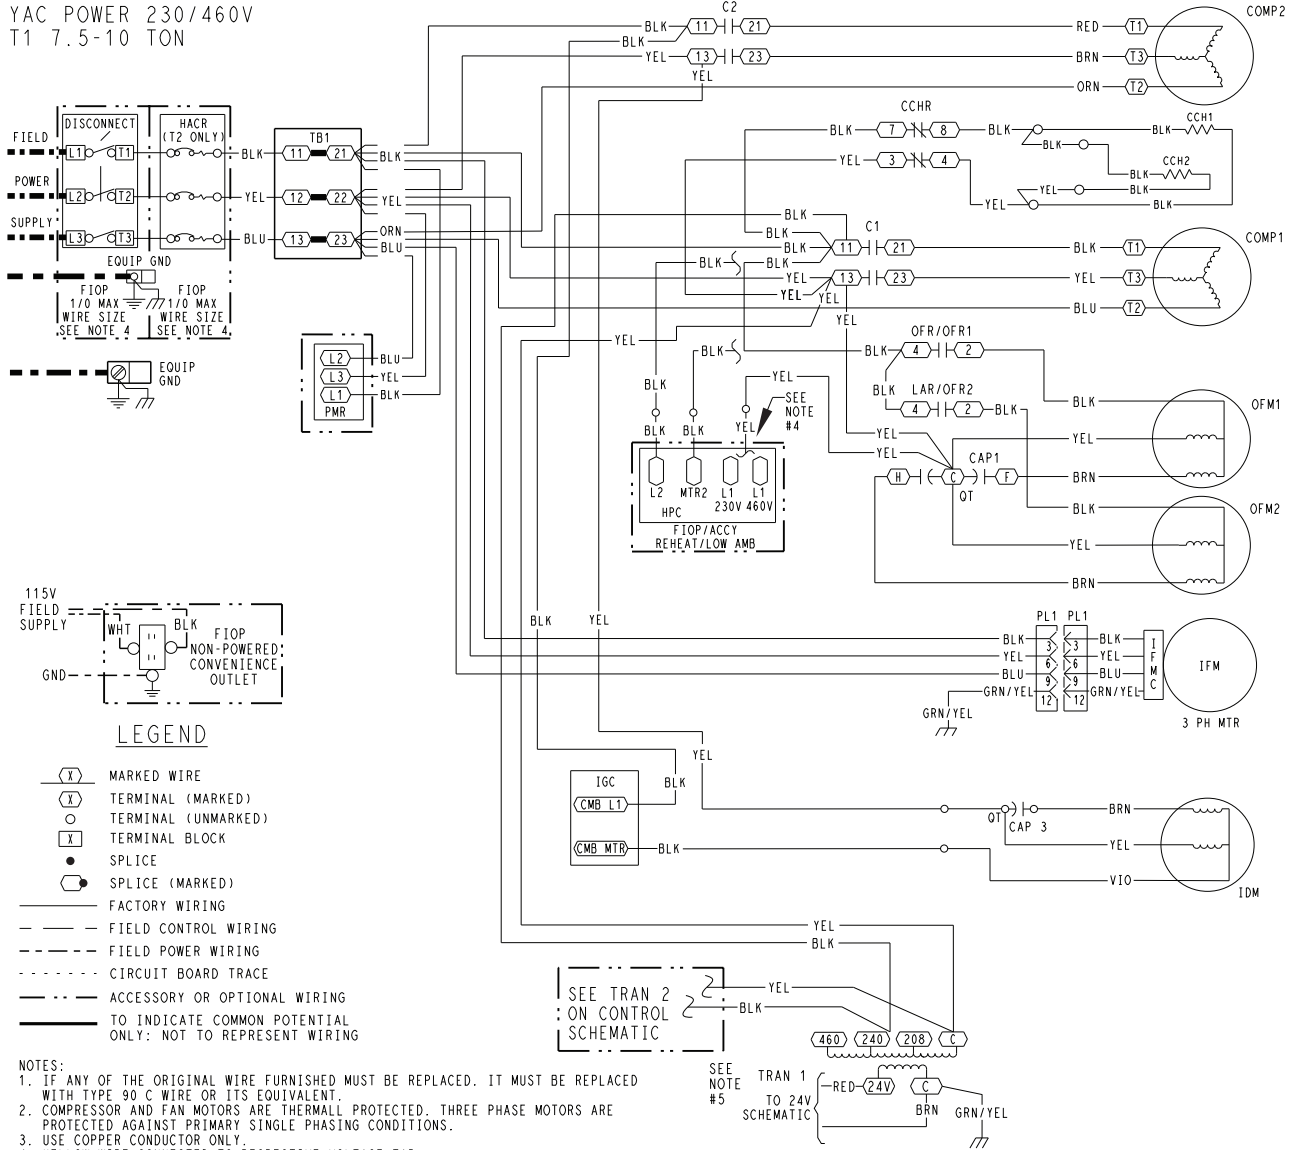 YAC POWER 230/460V
T1 7.5-10 TON
C2
COMP2
BLK 11 21 RED T1
BLK
YEL 13 23 BRN T3
YEL
ORN T2
DISCONNECT
HACR
(T2 ONLY)
TB1
FIELD
L1 T1 BLK 11 21 BLK
POWER
L2 T2 YEL 12 22 YEL
SUPPLY
L3 T3 BLU 13 23 ORN
BLU
EQUIP GND
FIOP
1/0 MAX
WIRE SIZE
SEE NOTE 4
FIOP
1/0 MAX
WIRE SIZE
SEE NOTE 4
EQUIP
GND
L2 BLU
L3 YEL
L1 BLK
PMR
CCHR
CCH1
BLK 7 8 BLK BLK
BLK
CCH2
YEL 3 4
BLK
YEL BLK
YEL BLK
BLK
C1
COMP1
BLK
BLK 11 21 BLK T1
BLK BLK
YEL 13 23 YEL T3
YEL YEL
BLU T2
YEL
YEL
OFR/OFR1
BLK BLK 4 2
YEL
BLK
BLK
LAR/OFR2
4 2 BLK
SEE
NOTE
#4
BLK
OFM1
BLK BLK YEL
YEL
YEL
YEL
CAP1
H C F BRN
QT
L2 MTR2 L1 L1
230V 460V
HPC
FIOP/ACCY
REHEAT/LOW AMB
BLK
OFM2
YEL
BRN
115V
FIELD
SUPPLY
WHT
BLK
FIOP
NON-POWERED
CONVENIENCE
OUTLET
GND
BLK YEL
PL1 PL1
BLK 3 3 BLK
YEL 6 6 YEL
BLU 9 9 BLU
GRN/YEL 12 12 GRN/YEL
GRN/YEL
I
F
M
C
IFM
3 PH MTR
YEL
IGC
BLK
CMB L1
CMB MTR BLK
QT CAP 3
BRN
YEL
VIO
IDM
LEGEND
X MARKED WIRE
X TERMINAL (MARKED)
TERMINAL (UNMARKED)
X TERMINAL BLOCK
SPLICE
SPLICE (MARKED)
FACTORY WIRING
FIELD CONTROL WIRING
FIELD POWER WIRING
CIRCUIT BOARD TRACE
ACCESSORY OR OPTIONAL WIRING
TO INDICATE COMMON POTENTIAL
ONLY: NOT TO REPRESENT WIRING
YEL
BLK
SEE TRAN 2
ON CONTROL
SCHEMATIC
YEL
BLK
460 240 208 C
SEE
NOTE
#5
TRAN 1
TO 24V
SCHEMATIC
RED 24V C
BRN GRN/YEL
NOTES:
1. IF ANY OF THE ORIGINAL WIRE FURNISHED MUST BE REPLACED. IT MUST BE REPLACED
WITH TYPE 90 C WIRE OR ITS EQUIVALENT.
2. COMPRESSOR AND FAN MOTORS ARE THERMALL PROTECTED. THREE PHASE MOTORS ARE
PROTECTED AGAINST PRIMARY SINGLE PHASING CONDITIONS.
3. USE COPPER CONDUCTOR ONLY.